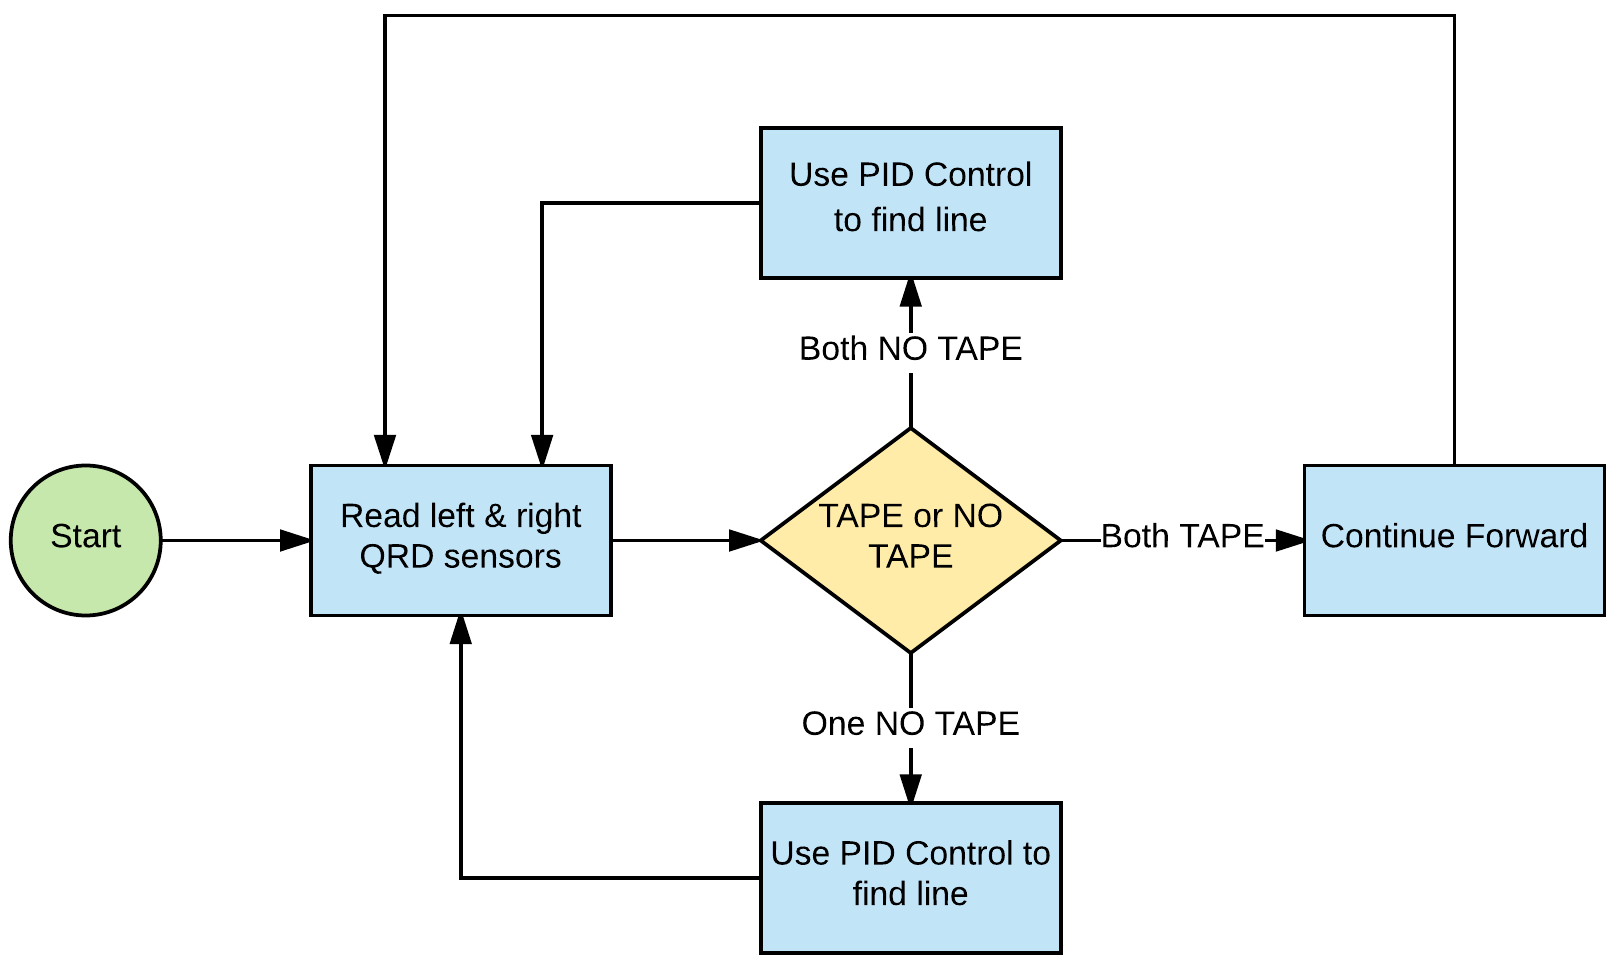 Use PID Control
to find line
Both NO TAPE
Start
Read left & right
QRD sensors
TAPE or NO
TAPE
Both TAPE
Continue Forward
One NO TAPE
Use PID Control to
find line